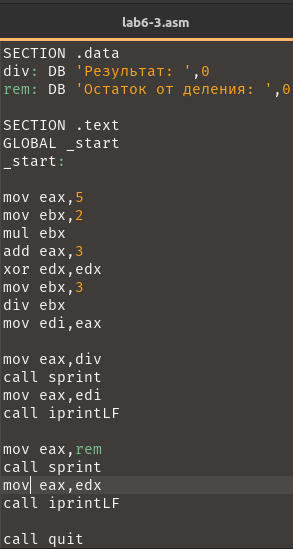 lab6-3.asm
SECTION .data
div: DB 'Результат: ',0
rem: DB 'Остаток от деления: ',0
SECTION .text
GLOBAL _start
_start:
mov eax,5
mov ebx,2
mul ebx
add eax,3
xor edx,edx
mov ebx,3
div ebx
mov edi,eax
mov eax,div
call sprint
mov eax,edi
call iprintLF
mov eax,rem
call sprint
mov eax,edx
call iprintLF
call quit